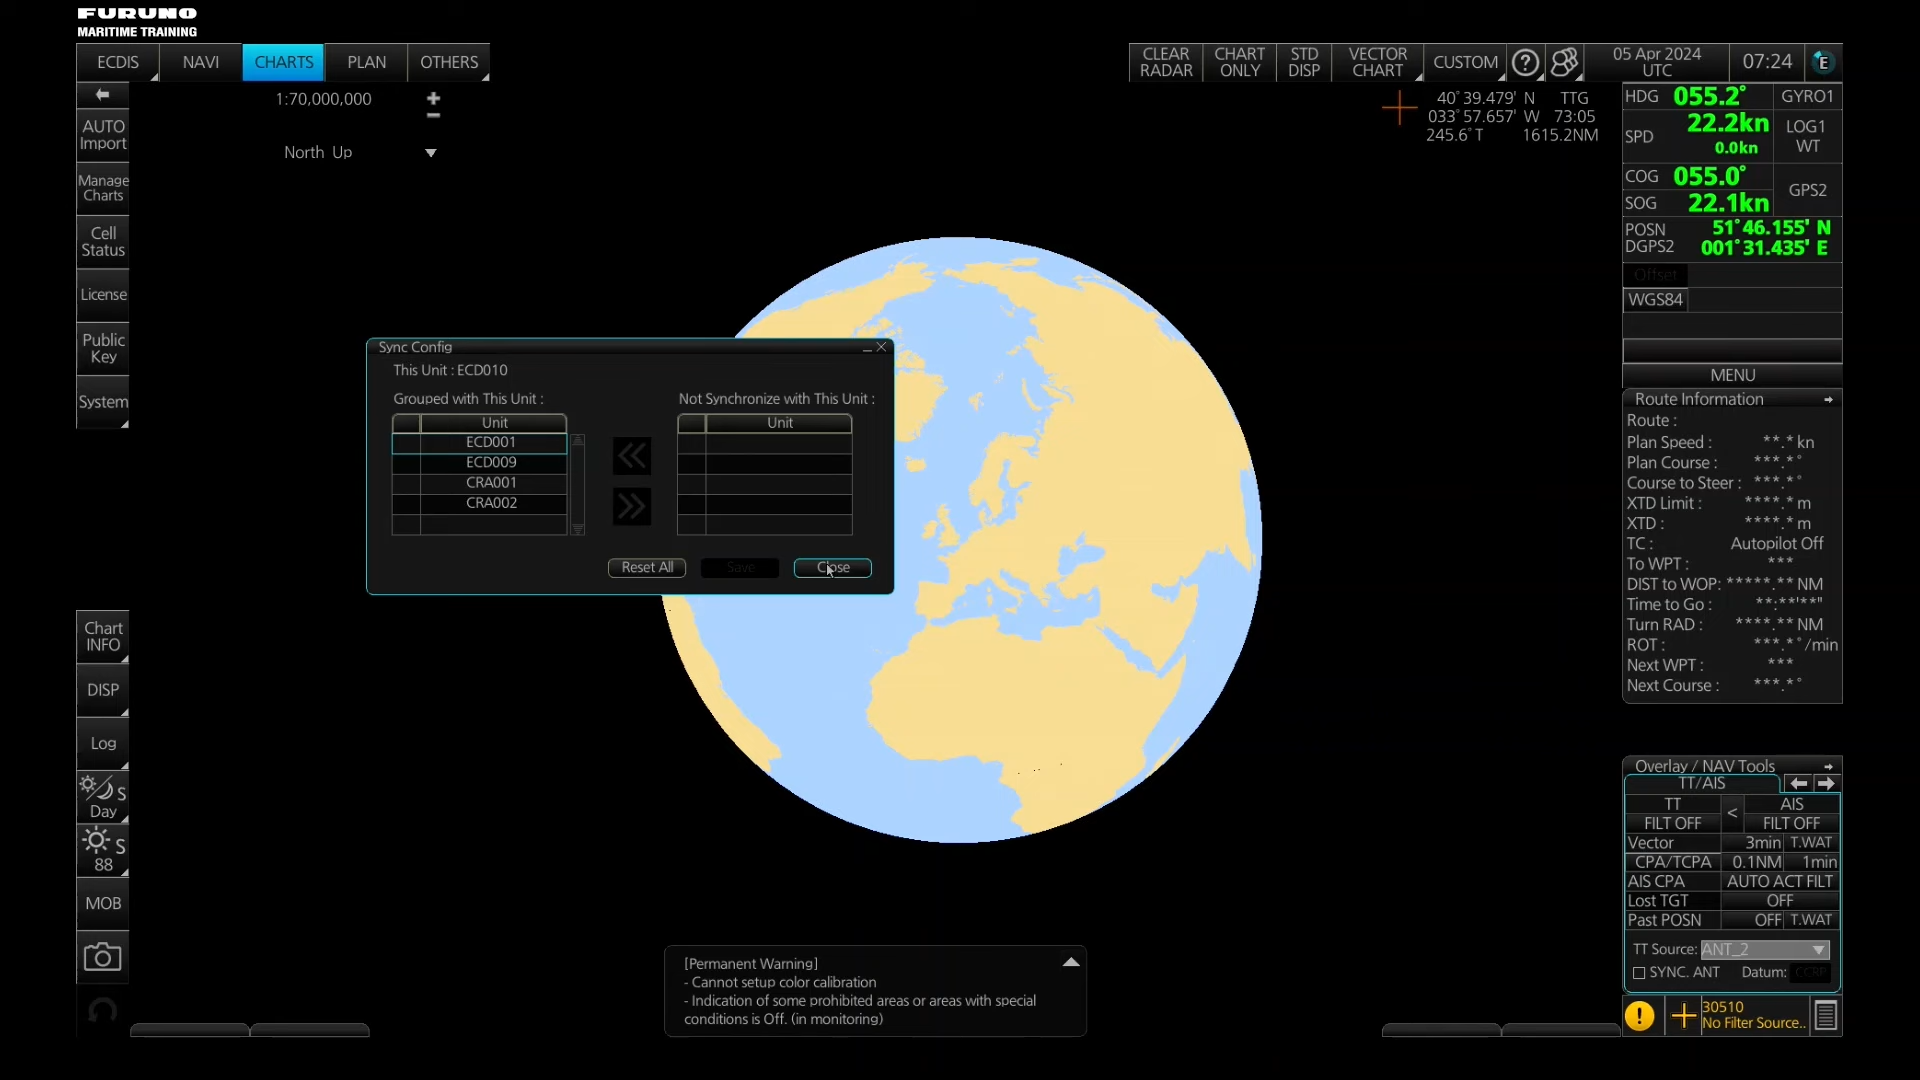 FURUNO
MARITIME TRAINING
ECDIS
NAVI
CHARTS
PLAN
OTHERS
CLEAR RADAR
CHART ONLY
STD DISP
VECTOR CHART
CUSTOM
?
05 Apr 2024
UTC
07:24
E
AUTO Import
Manage Charts
Cell Status
License
Public Key
System
1:70,000,000
North Up
40°39.479' N TTG
033°57.657' W 73:05
245.6°T 1615.2NM
HDG 055.2° GYRO1
SPD 22.2kn LOG1
0.0kn WT
COG 055.0° GPS2
SOG 22.1kn
POSN 51°46.155' N
DGPS2 001°31.435' E
Offset
WGS84
MENU
Route Information
Route :
Plan Speed : **.* kn
Plan Course : ***.*°
Course to Steer : ***.*°
XTD Limit : ****.* m
XTD : ****.* m
TC : Autopilot Off
To WPT : ***
DIST to WOP: *****.** NM
Time to Go : **:**'**"
Turn RAD : ****.** NM
ROT : ***.*°/min
Next WPT : ***
Next Course : ***.*°
Sync Config
This Unit : ECD010
Grouped with This Unit :
Unit
ECD001
ECD009
CRA001
CRA002
Not Synchronize with This Unit :
Unit
Reset All
Save
Close
Chart INFO
DISP
Log
S
Day
S
88
MOB
[Permanent Warning]
- Cannot setup color calibration
- Indication of some prohibited areas or areas with special
conditions is Off. (in monitoring)
Overlay / NAV Tools
TT/AIS
TT < AIS
FILT OFF FILT OFF
Vector 3min T.WAT
CPA/TCPA 0.1NM 1min
AIS CPA AUTO ACT FILT
Lost TGT OFF
Past POSN OFF T.WAT
TT Source: ANT_2
SYNC. ANT Datum: CCRP
30510
No Filter Source..